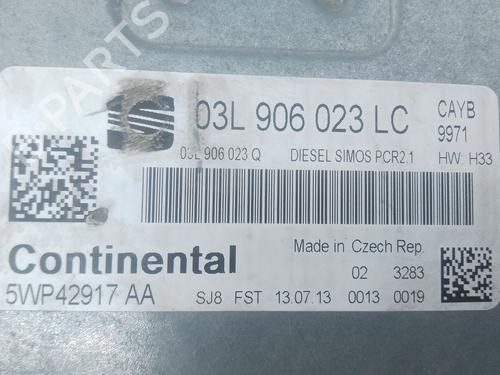 PARTS
03L 906 023 LC
CAYB
9971
03L 906 023 Q DIESEL SIMOS PCR2.1 HW: H33
Continental
Made in Czech Rep.
02 3283
5WP42917 AA SJ8 FST 13.07.13 0013 0019